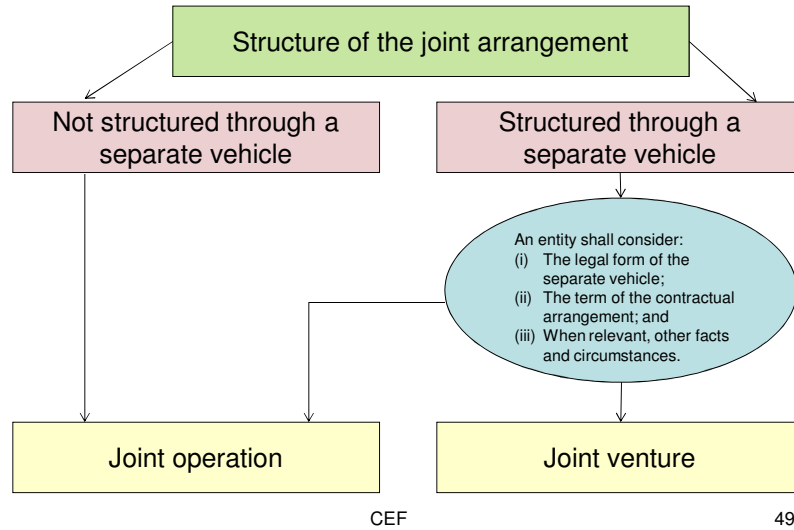 Structure of the joint arrangement
Not structured through a
separate vehicle
Structured through a
separate vehicle
An entity shall consider:
(i) The legal form of the
separate vehicle;
(ii) The term of the contractual
arrangement; and
(iii) When relevant, other facts
and circumstances.
Joint operation
Joint venture
CEF
49